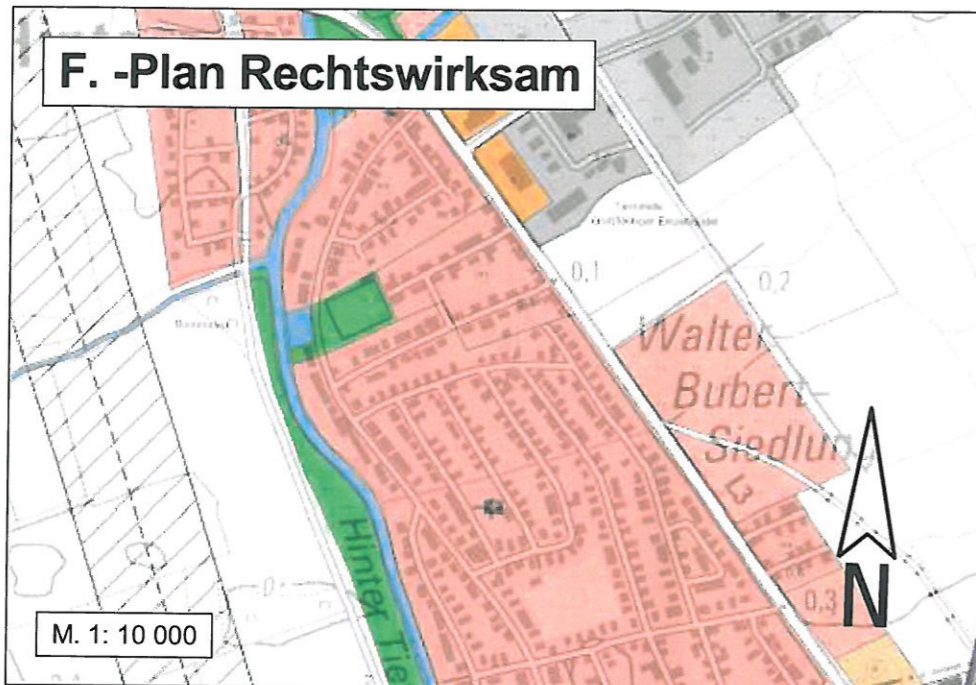 F. -Plan Rechtswirksam
0,1
0,2
Walter-
Bubert-
Siedlung
L3
Hinter Tie
0,3
N
M. 1: 10 000